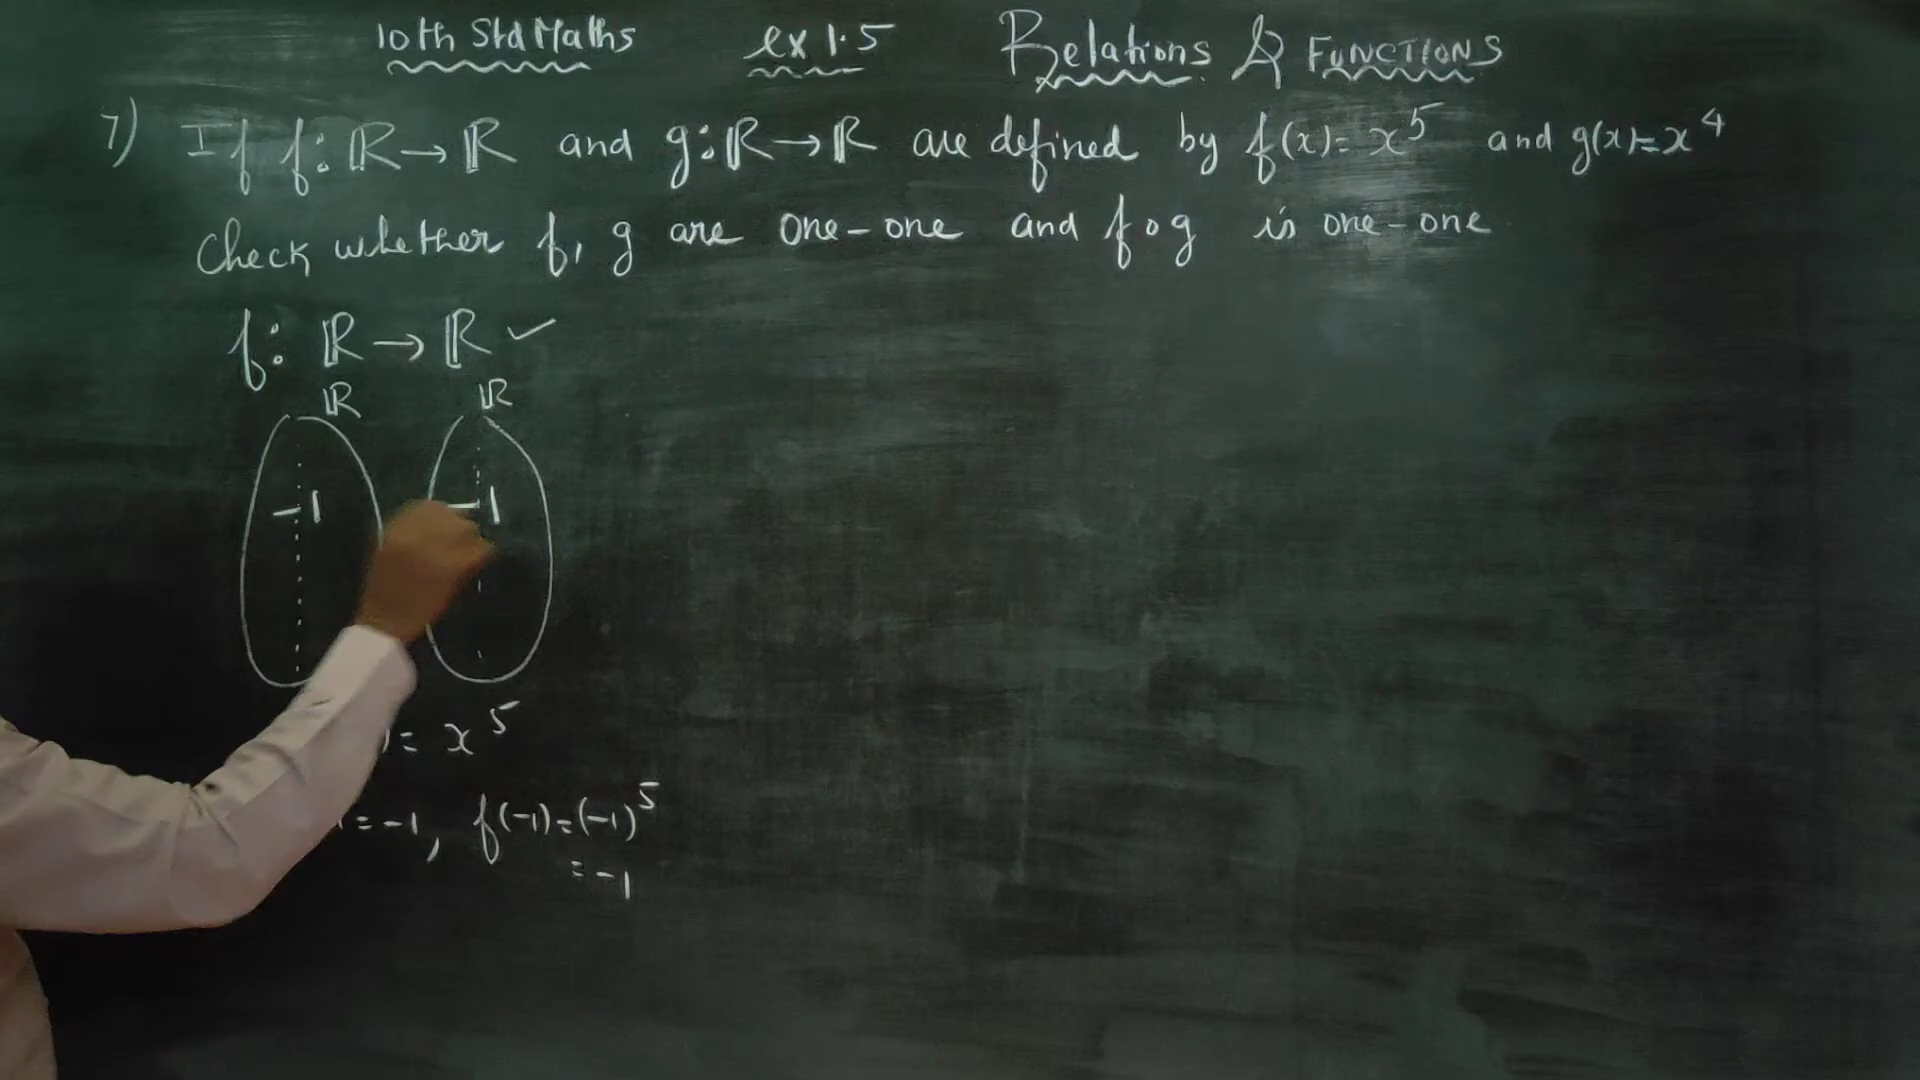 10th Std Maths ex 1.5 Relations & FUNCTIONS
7) If f: ℝ→ℝ and g:ℝ→ℝ are defined by f(x)= x⁵ and g(x)=x⁴
Check whether f, g are one-one and f∘g is one-one
f: ℝ→ℝ ✓
ℝ ℝ
-1 -1
)= x⁵
=-1, f(-1)=(-1)⁵
= -1